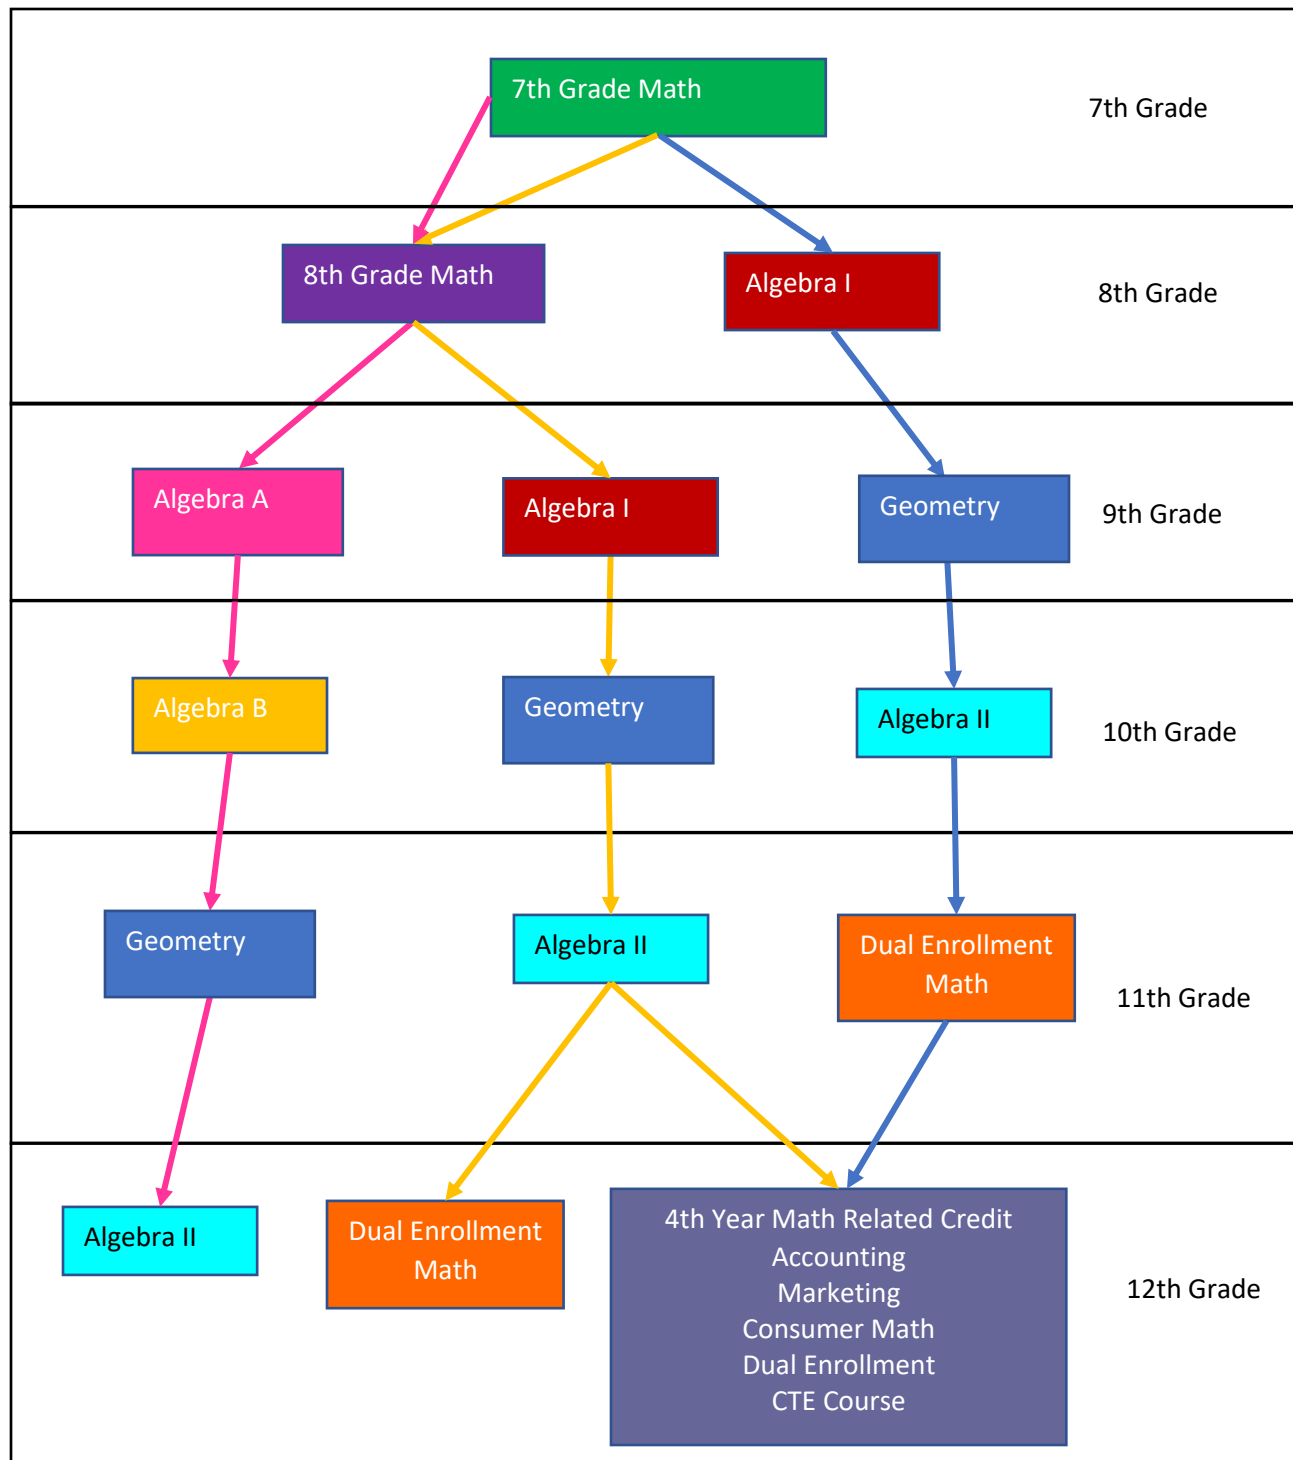 7th Grade Math
7th Grade
8th Grade Math
Algebra I
8th Grade
Algebra A
Algebra I
Geometry
9th Grade
Algebra B
Geometry
Algebra II
10th Grade
Geometry
Algebra II
Dual Enrollment
Math
11th Grade
Algebra II
Dual Enrollment
Math
4th Year Math Related Credit
Accounting
Marketing
Consumer Math
Dual Enrollment
CTE Course
12th Grade